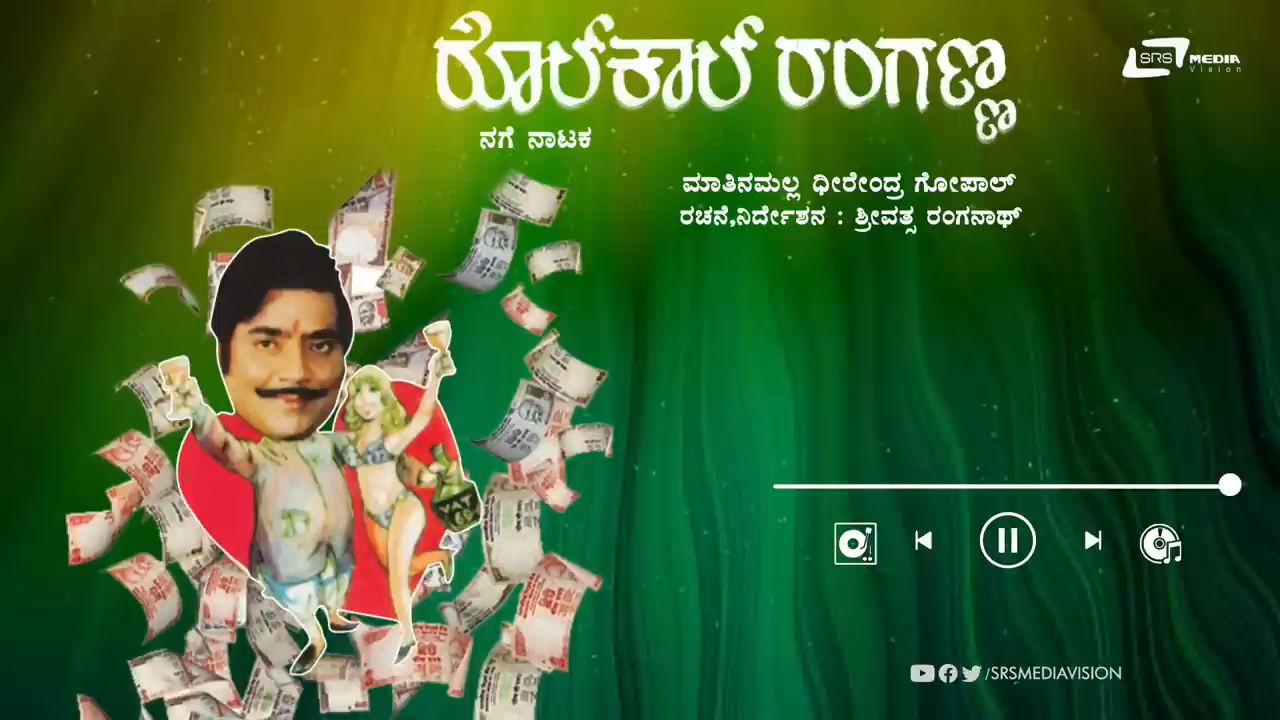 ರೊಲ್‌ಕಾಲ್ ರಂಗಣ್ಣ
SRS MEDIA
Vision
ನಗೆ ನಾಟಕ
ಮಾತಿನಮಲ್ಲ ಧೀರೇಂದ್ರ ಗೋಪಾಲ್
ರಚನೆ,ನಿರ್ದೇಶನ : ಶ್ರೀವತ್ಸ ರಂಗನಾಥ್
/SRSMEDIAVISION